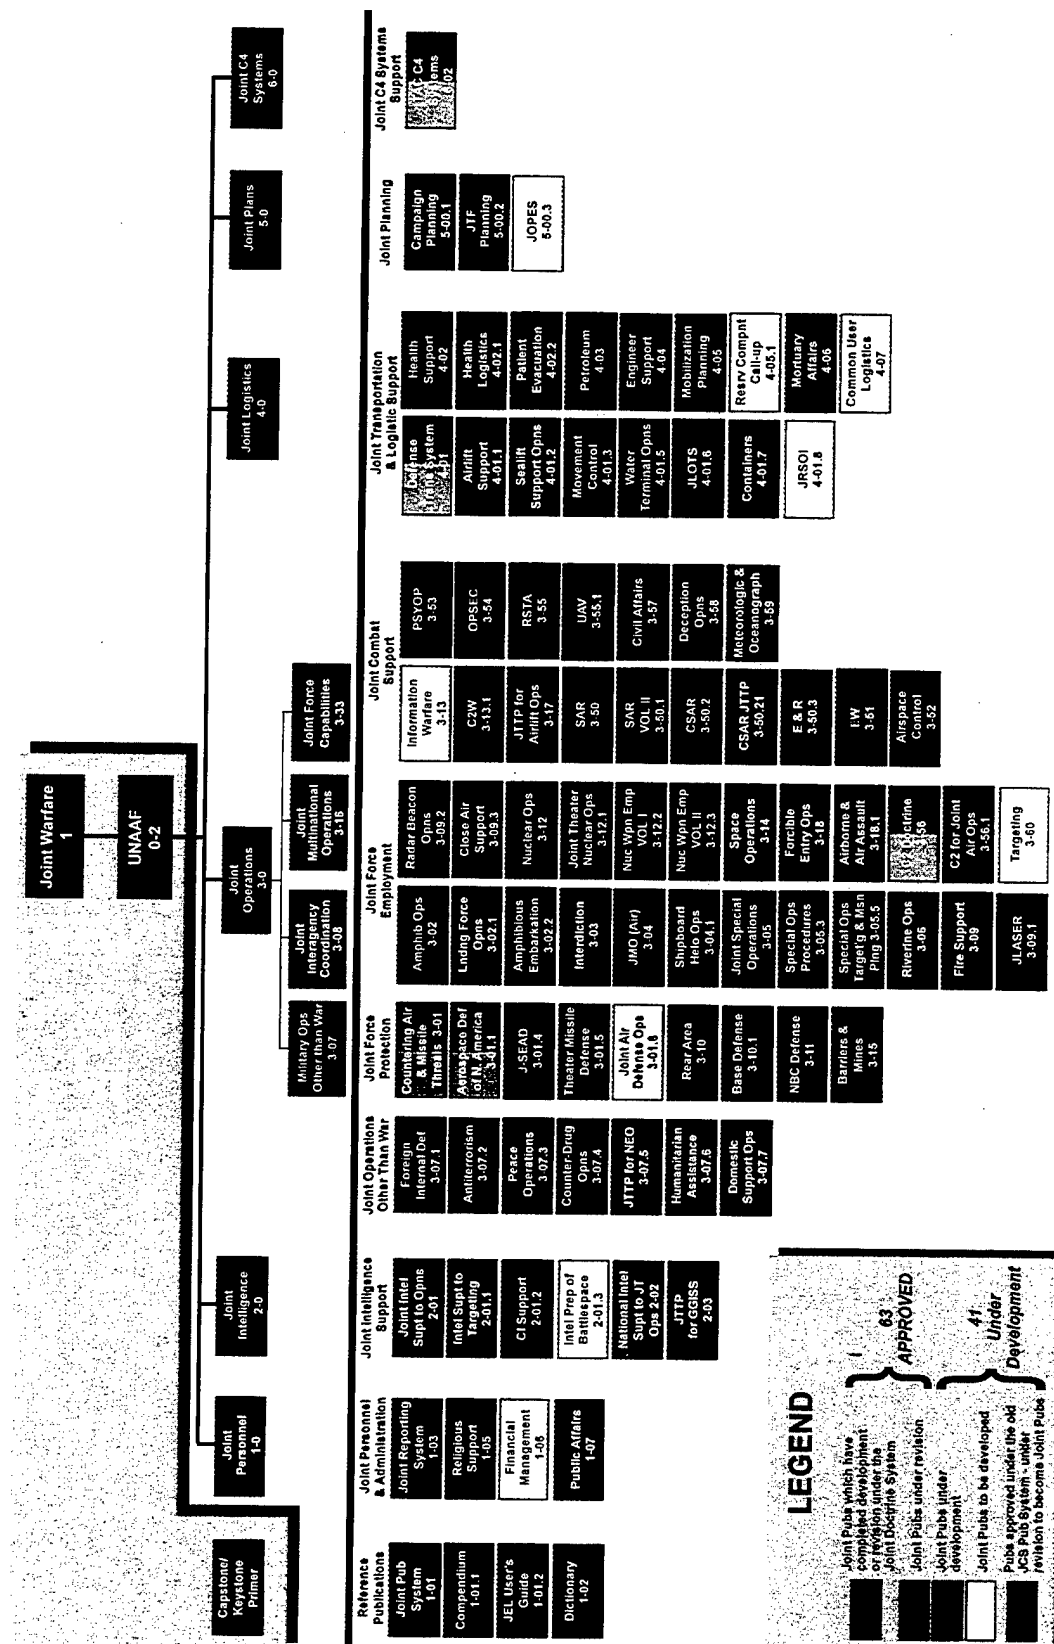 Joint Warfare
1
UNAAF
0-2
Capstone/
Keystone
Primer
Joint
Personnel
1-0
Joint
Intelligence
2-0
Joint
Operations
3-0
Joint Logistics
4-0
Joint Plans
5-0
Joint C4
Systems
6-0
Military Ops
Other than War
3-07
Joint
Interagency
Coordination
3-08
Joint
Multinational
Operations
3-16
Joint Force
Capabilities
3-33
Reference
Publications
Joint Pub
System
1-01
Compendium
1-01.1
JEL User's
Guide
1-01.2
Dictionary
1-02
Joint Personnel
& Administration
Joint Reporting
System
1-03
Religious
Support
1-05
Financial
Management
1-06
Public Affairs
1-07
Joint Intelligence
Support
Joint Intel
Supt to Opns
2-01
Intel Supt to
Targeting
2-01.1
CI Support
2-01.2
Intel Prep of
Battlespace
2-01.3
National Intel
Supt to JT
Ops 2-02
JTTP
for GGISS
2-03
Joint Operations
Other Than War
Foreign
Internal Def
3-07.1
Antiterrorism
3-07.2
Peace
Operations
3-07.3
Counter-Drug
Opns
3-07.4
JTTP for NEO
3-07.5
Humanitarian
Assistance
3-07.6
Domestic
Support Ops
3-07.7
Joint Force
Protection
Countering Air
& Missile
Threats 3-01
Aerospace Def
of N. America
3-01.1
J-SEAD
3-01.4
Theater Missile
Defense
3-01.5
Joint Air
Defense Ops
3-01.6
Rear Area
3-10
Base Defense
3-10.1
NBC Defense
3-11
Barriers &
Mines
3-15
Joint Force
Employment
Amphib Ops
3-02
Lndng Force
Opns
3-02.1
Amphibious
Embarkation
3-02.2
Interdiction
3-03
JMO (Air)
3-04
Shipboard
Helo Ops
3-04.1
Joint Special
Operations
3-05
Special Ops
Procedures
3-05.3
Special Ops
Targetg & Msn
Plng 3-05.5
Riverine Ops
3-06
Fire Support
3-09
JLASER
3-09.1
Radar Beacon
Opns
3-09.2
Close Air
Support
3-09.3
Nuclear Ops
3-12
Joint Theater
Nuclear Ops
3-12.1
Nuc Wpn Emp
VOL I
3-12.2
Nuc Wpn Emp
VOL II
3-12.3
Space
Operations
3-14
Forcible
Entry Ops
3-18
Airborne &
Air Assault
3-18.1
Doctrine
C2 for Joint
Air Ops
3-56.1
Targeting
3-60
Joint Combat
Support
Information
Warfare
3-13
C2W
3-13.1
JTTP for
Airlift Ops
3-17
SAR
3-50
SAR
VOL II
3-50.1
CSAR
3-50.2
CSAR JTTP
3-50.21
E & R
3-50.3
3-51
Airspace
Control
3-52
PSYOP
3-53
OPSEC
3-54
RSTA
3-55
UAV
3-55.1
Civil Affairs
3-57
Deception
Opns
3-58
Meteorologic &
Oceanograph
3-59
Joint Transportation
& Logistic Support
Defense
Trans System
4-01
Airlift
Support
4-01.1
Sealift
Support Opns
4-01.2
Movement
Control
4-01.3
Water
Terminal Opns
4-01.5
JLOTS
4-01.6
Containers
4-01.7
JRSOI
4-01.8
Health
Support
4-02
Health
Logistics
4-02.1
Patient
Evacuation
4-02.2
Petroleum
4-03
Engineer
Support
4-04
Mobilization
Planning
4-05
Resrv Compnt
Call-up
4-05.1
Mortuary
Affairs
4-06
Common User
Logistics
4-07
Joint Planning
Campaign
Planning
5-00.1
JTF
Planning
5-00.2
JOPES
5-00.3
Joint C4 Systems
Support
C4
LEGEND
Joint Pubs which have
completed development
or revision under the
Joint Doctrine System
Joint Pubs under revision
63
APPROVED
Joint Pubs under
development
Joint Pubs to be developed
Pubs approved under the old
JCS Pub System - under
revision to become Joint Pubs
41
Under
Development